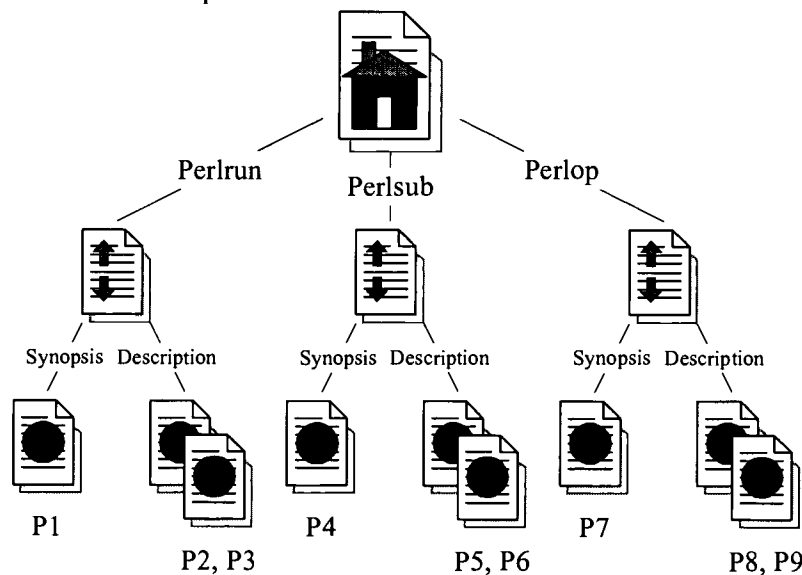 Perlrun
Perlsub
Perlop
Synopsis Description
Synopsis Description
Synopsis Description
P1
P4
P7
P2, P3
P5, P6
P8, P9